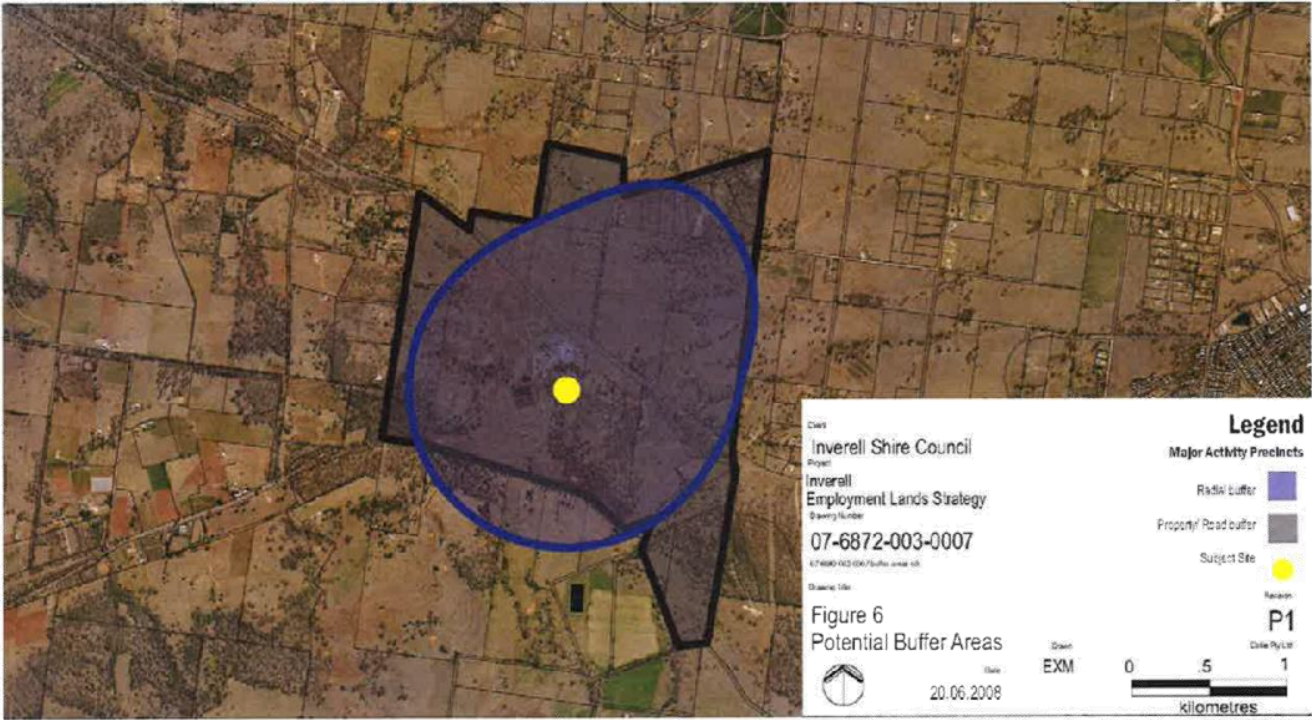 Client
Inverell Shire Council
Project
Inverell
Employment Lands Strategy
Drawing Number
07-6872-003-0007
Drawing Title
Figure 6
Potential Buffer Areas
Date
20.06.2008
Drawn
EXM
Legend
Major Activity Precincts
Radial buffer
Property/ Road buffer
Subject Site
Revision
P1
0 .5 1
kilometres